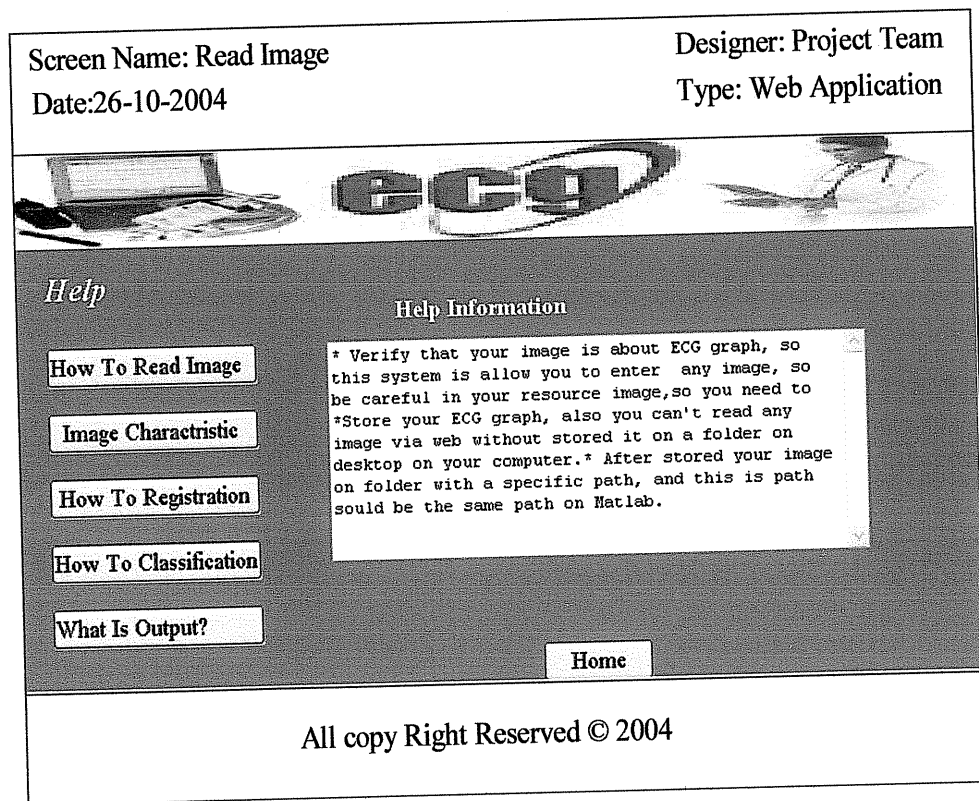 Screen Name: Read Image
Designer: Project Team
Date:26-10-2004
Type: Web Application
ecg
Help
Help Information
How To Read Image
Image Charactristic
How To Registration
How To Classification
What Is Output?
* Verify that your image is about ECG graph, so
this system is allow you to enter any image, so
be careful in your resource image,so you need to
*Store your ECG graph, also you can't read any
image via web without stored it on a folder on
desktop on your computer.* After stored your image
on folder with a specific path, and this is path
sould be the same path on Matlab.
Home
All copy Right Reserved © 2004